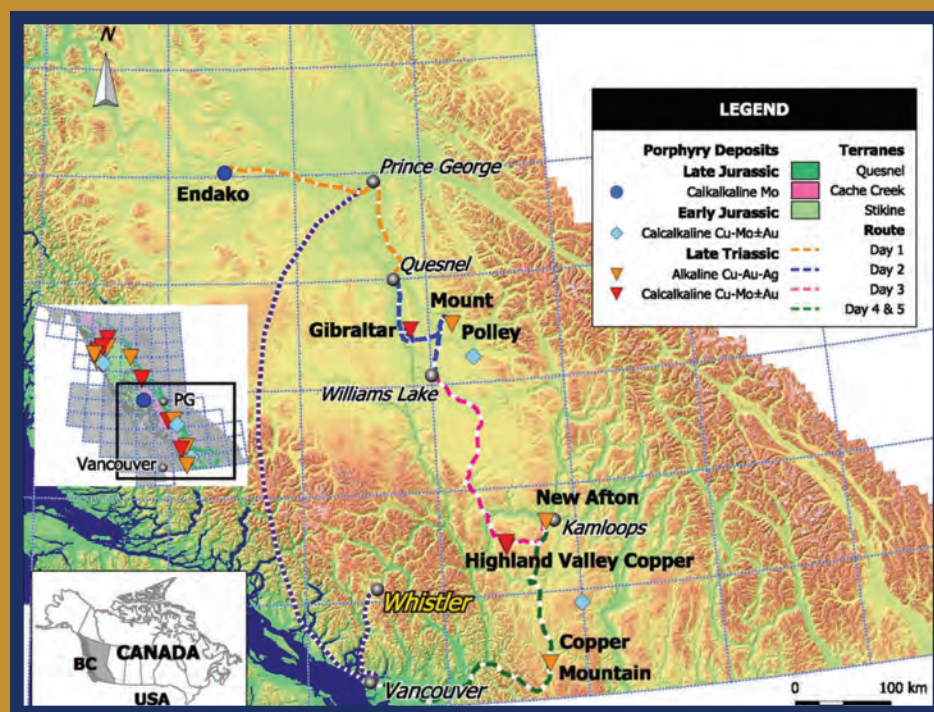 N
Prince George
Endako
Quesnel
Mount
Polley
Gibraltar
Williams Lake
New Afton
Kamloops
Highland Valley Copper
Whistler
Copper
Mountain
Vancouver
0 100 km
LEGEND
Porphyry Deposits
Late Jurassic
Calkalkaline Mo
Early Jurassic
Calcalkaline Cu-Mo±Au
Late Triassic
Alkaline Cu-Au-Ag
Calcalkaline Cu-Mo±Au
Terranes
Quesnel
Cache Creek
Stikine
Route
Day 1
Day 2
Day 3
Day 4 & 5
PG
Vancouver
BC
CANADA
USA